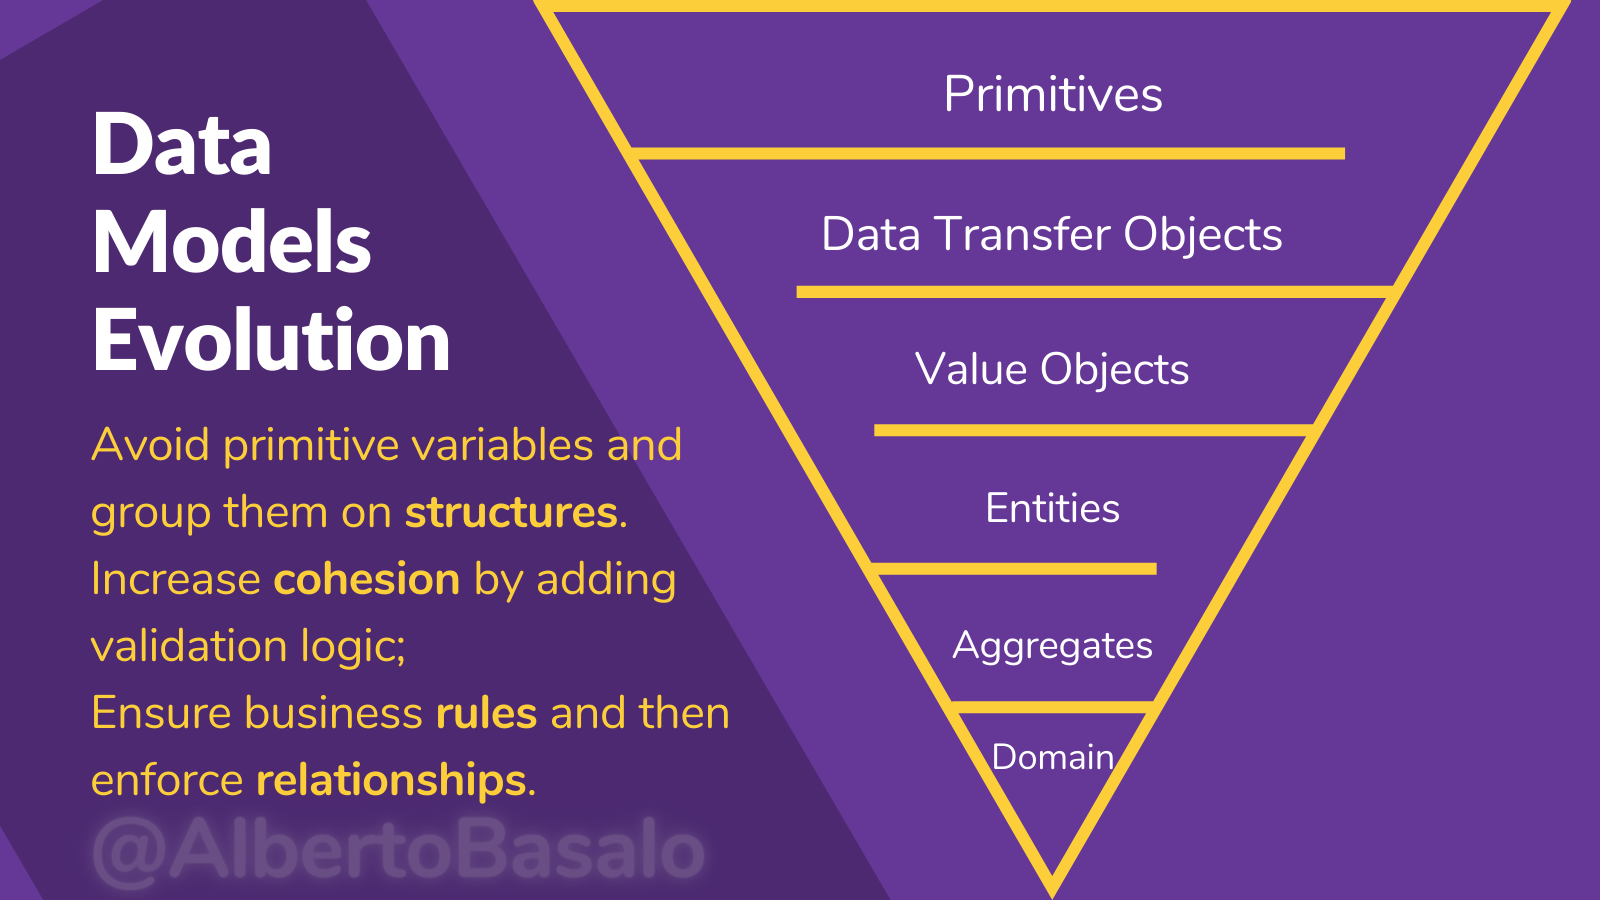 Data
Models
Evolution
Avoid primitive variables and
group them on structures.
Increase cohesion by adding
validation logic;
Ensure business rules and then
enforce relationships.
@AlbertoBasalo
Primitives
Data Transfer Objects
Value Objects
Entities
Aggregates
Domain